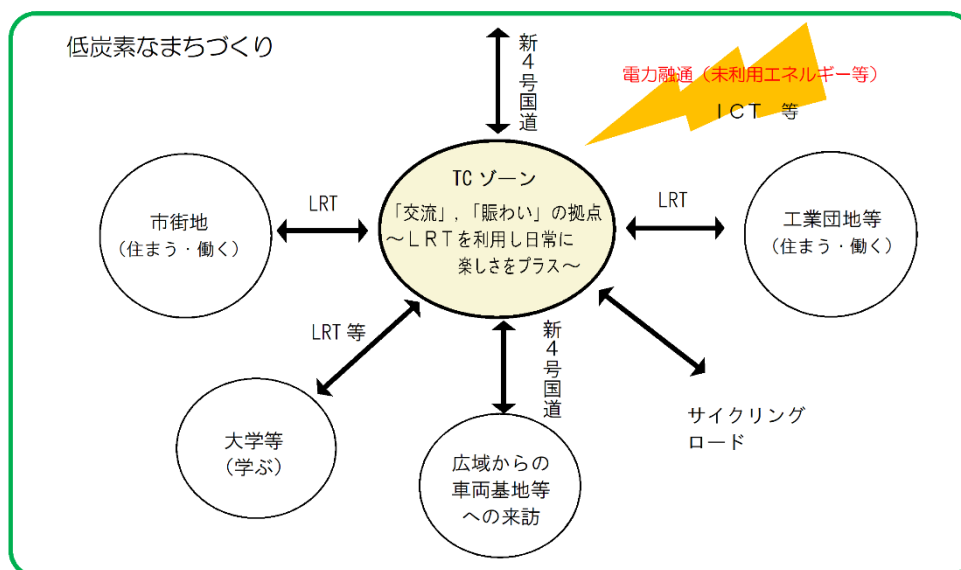 低炭素なまちづくり
新４号国道
電力融通（未利用エネルギー等）
ＩＣＴ　等
TC ゾーン
「交流」，「賑わい」の拠点
～ＬＲＴを利用し日常に
楽しさをプラス～
LRT
市街地
（住まう・働く）
LRT
工業団地等
（住まう・働く）
LRT 等
大学等
（学ぶ）
新４号国道
広域からの
車両基地等
への来訪
サイクリング
ロード